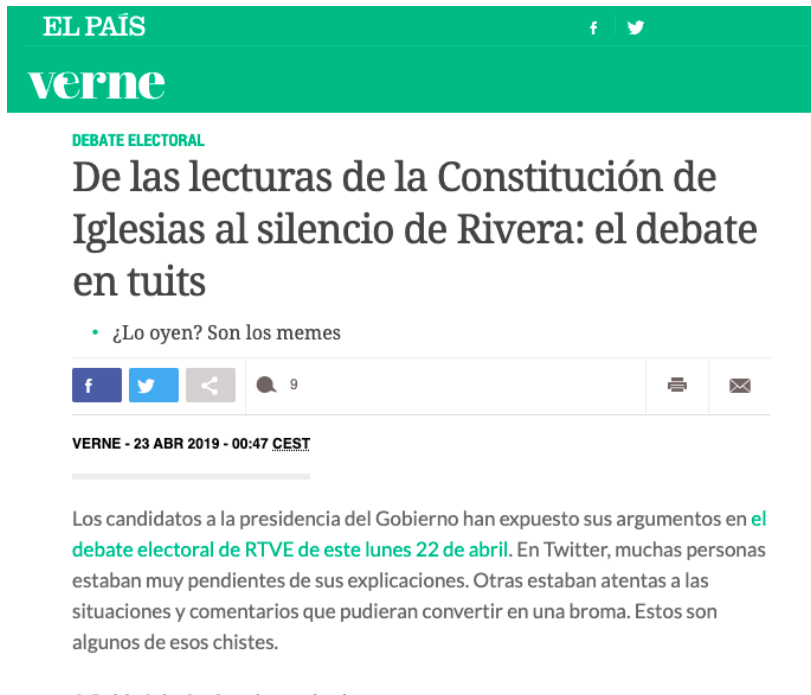 EL PAÍS
verne
DEBATE ELECTORAL
De las lecturas de la Constitución de
Iglesias al silencio de Rivera: el debate
en tuits
• ¿Lo oyen? Son los memes
9
VERNE - 23 ABR 2019 - 00:47 CEST
Los candidatos a la presidencia del Gobierno han expuesto sus argumentos en el
debate electoral de RTVE de este lunes 22 de abril. En Twitter, muchas personas
estaban muy pendientes de sus explicaciones. Otras estaban atentas a las
situaciones y comentarios que pudieran convertir en una broma. Estos son
algunos de esos chistes.